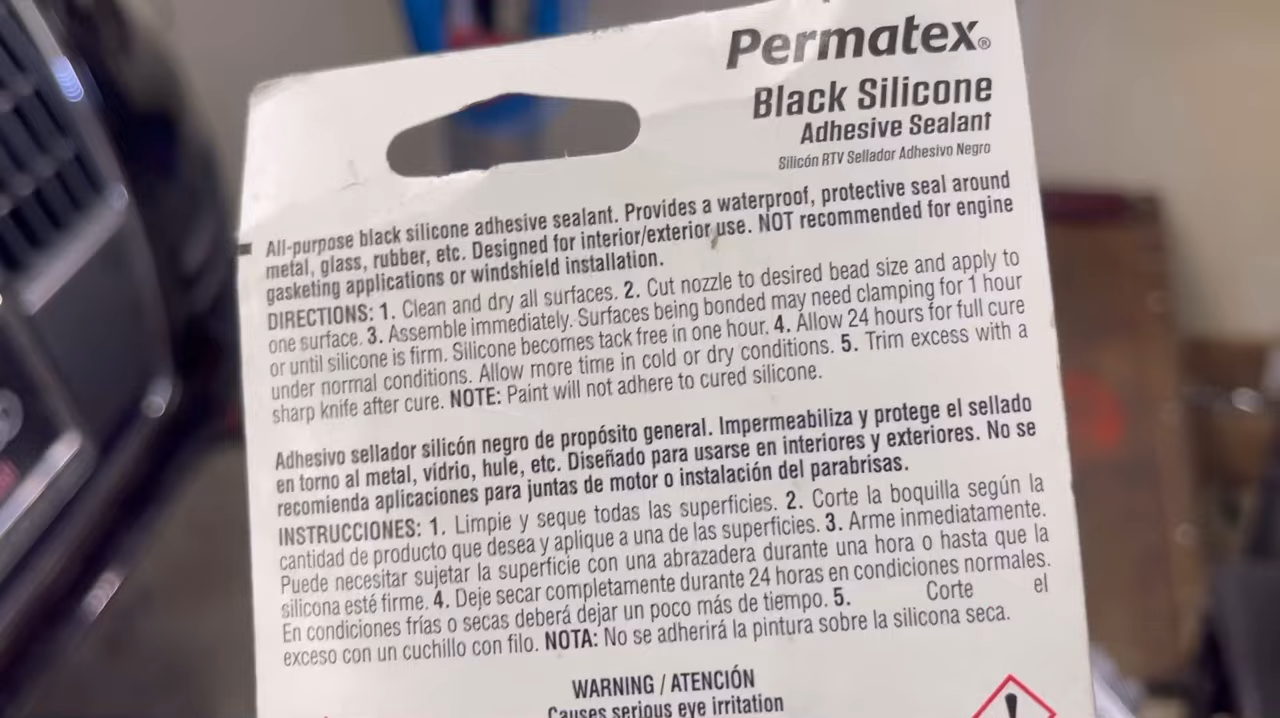 Permatex®
Black Silicone
Adhesive Sealant
Silicón RTV Sellador Adhesivo Negro
All-purpose black silicone adhesive sealant. Provides a waterproof, protective seal around
metal, glass, rubber, etc. Designed for interior/exterior use. NOT recommended for engine
gasketing applications or windshield installation.
DIRECTIONS: 1. Clean and dry all surfaces. 2. Cut nozzle to desired bead size and apply to
one surface. 3. Assemble immediately. Surfaces being bonded may need clamping for 1 hour
or until silicone is firm. Silicone becomes tack free in one hour. 4. Allow 24 hours for full cure
under normal conditions. Allow more time in cold or dry conditions. 5. Trim excess with a
sharp knife after cure. NOTE: Paint will not adhere to cured silicone.
Adhesivo sellador silicón negro de propósito general. Impermeabiliza y protege el sellado
en torno al metal, vidrio, hule, etc. Diseñado para usarse en interiores y exteriores. No se
recomienda aplicaciones para juntas de motor o instalación del parabrisas.
INSTRUCCIONES: 1. Limpie y seque todas las superficies. 2. Corte la boquilla según la
cantidad de producto que desea y aplique a una de las superficies. 3. Arme inmediatamente.
Puede necesitar sujetar la superficie con una abrazadera durante una hora o hasta que la
silicona esté firme. 4. Deje secar completamente durante 24 horas en condiciones normales.
En condiciones frías o secas deberá dejar un poco más de tiempo. 5. Corte el
exceso con un cuchillo con filo. NOTA: No se adherirá la pintura sobre la silicona seca.
WARNING / ATENCIÓN
Causes serious eye irritation